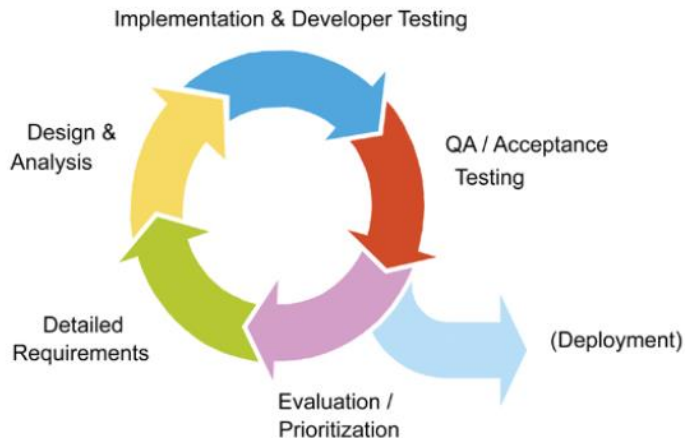 Implementation & Developer Testing
Design &
Analysis
QA / Acceptance
Testing
Detailed
Requirements
(Deployment)
Evaluation /
Prioritization